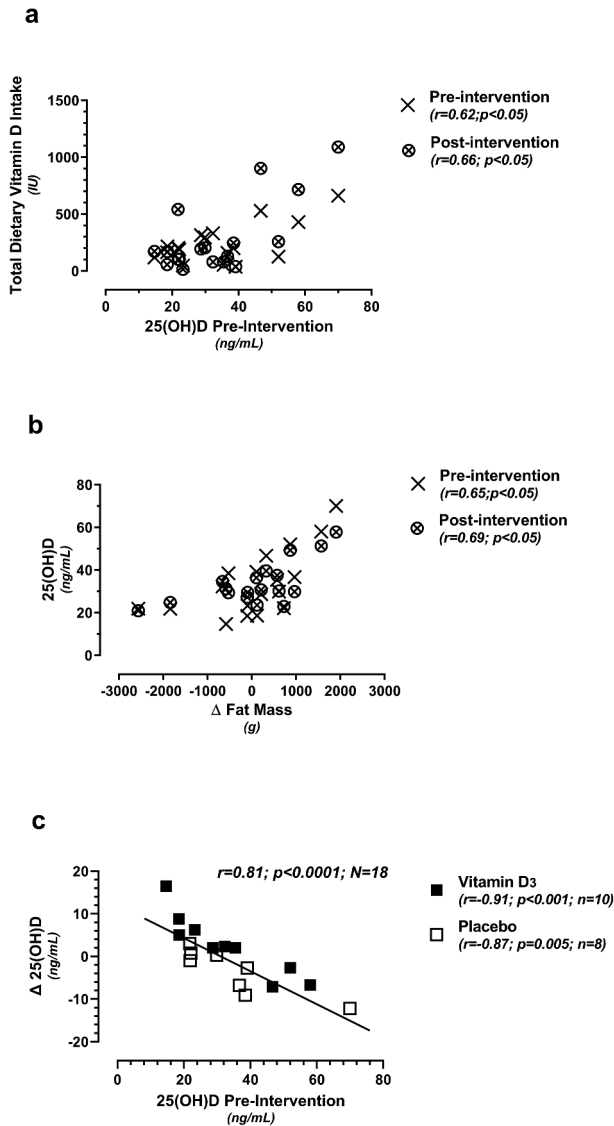 a
Total Dietary Vitamin D Intake
(IU)
1500
1000
500
0
0 20 40 60 80
25(OH)D Pre-Intervention
(ng/mL)
Pre-intervention
(r=0.62;p<0.05)
Post-intervention
(r=0.66; p<0.05)
b
25(OH)D
(ng/mL)
80
60
40
20
0
-3000 -2000 -1000 0 1000 2000 3000
Δ Fat Mass
(g)
Pre-intervention
(r=0.65;p<0.05)
Post-intervention
(r=0.69; p<0.05)
c
Δ 25(OH)D
(ng/mL)
20
10
0
-10
-20
r=0.81; p<0.0001; N=18
0 20 40 60 80
25(OH)D Pre-Intervention
(ng/mL)
Vitamin D3
(r=-0.91; p<0.001; n=10)
Placebo
(r=-0.87; p=0.005; n=8)